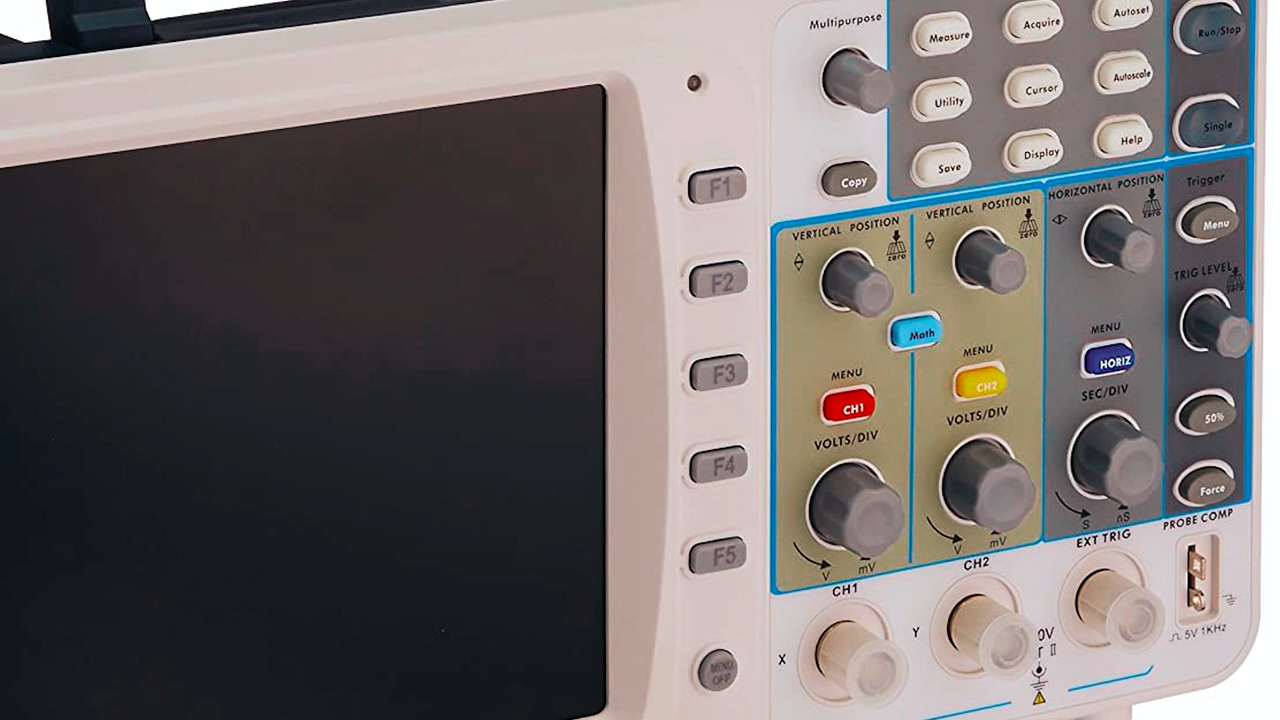 Multipurpose
Measure
Acquire
Autoset
Run/Stop
Utility
Cursor
Autoscale
Single
Save
Display
Help
Copy
F1
F2
F3
F4
F5
MENU
OFF
VERTICAL POSITION
zero
VERTICAL POSITION
zero
HORIZONTAL POSITION
zero
Trigger
Menu
TRIG LEVEL
zero
Math
MENU
CH1
MENU
CH2
MENU
HORIZ
50%
VOLTS/DIV
VOLTS/DIV
SEC/DIV
Force
V mV
V mV
S nS
CH1
CH2
EXT TRIG
PROBE COMP
X
Y
5V 1KHz